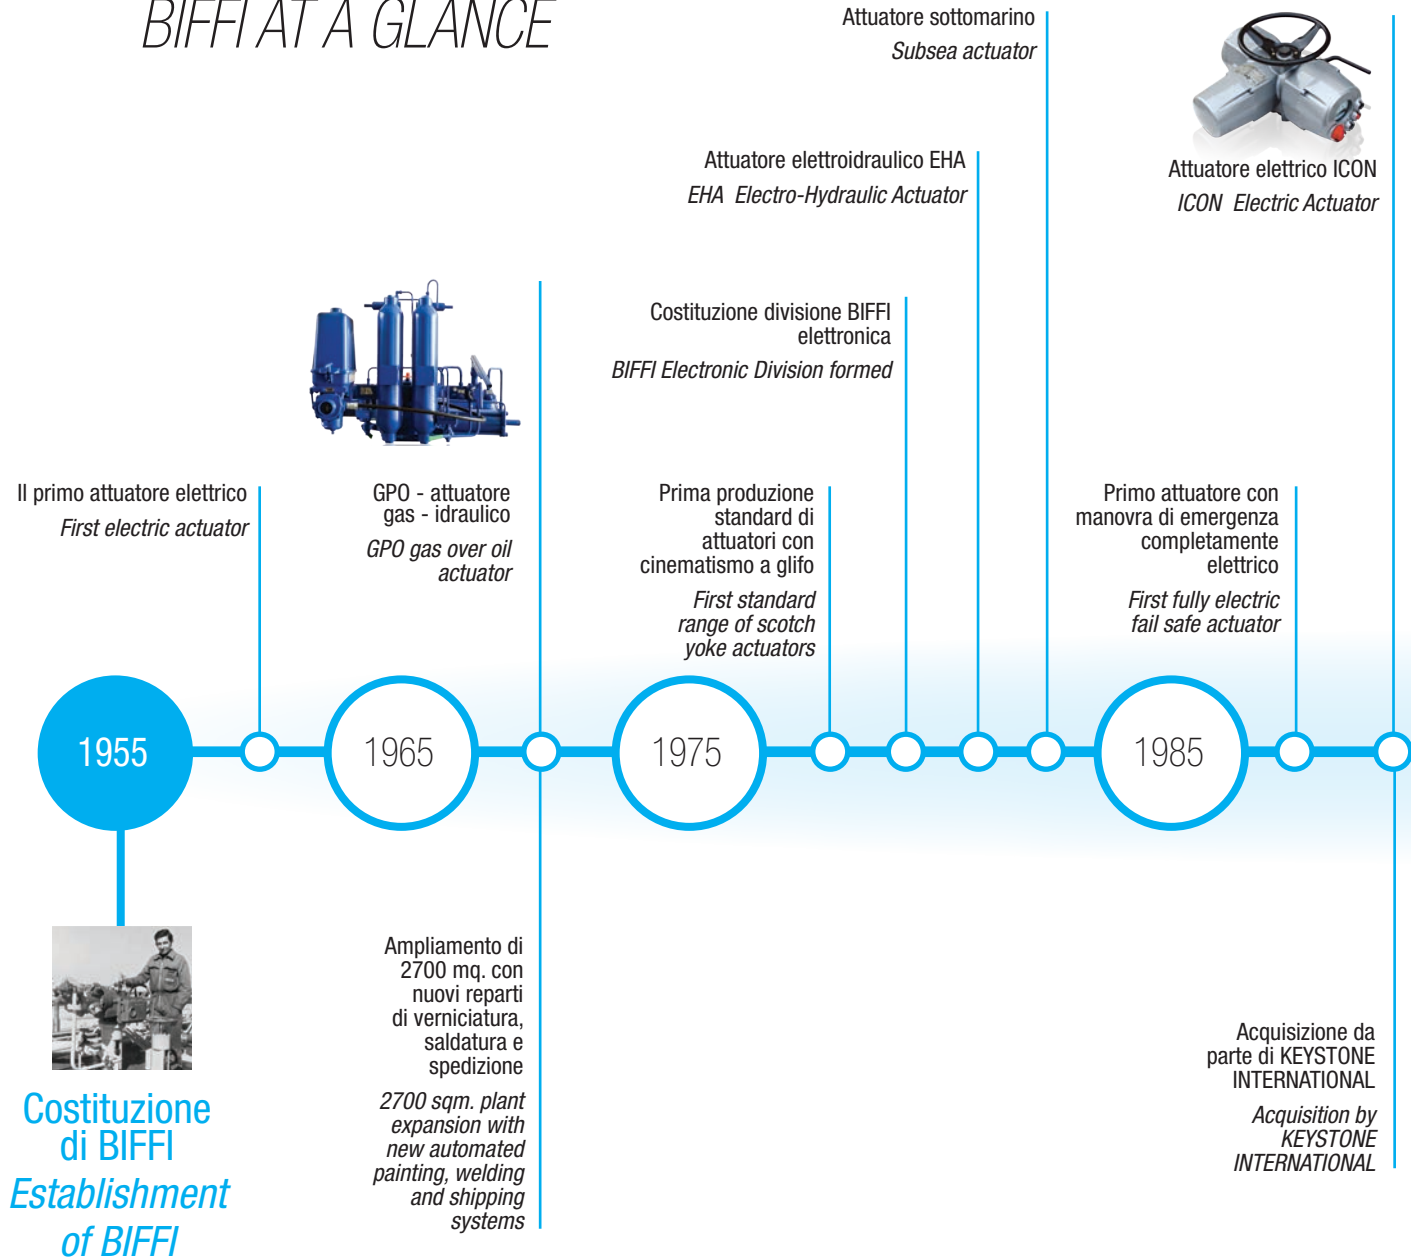 BIFFI AT A GLANCE
Attuatore sottomarino
Subsea actuator
Attuatore elettroidraulico EHA
EHA Electro-Hydraulic Actuator
Attuatore elettrico ICON
ICON Electric Actuator
Costituzione divisione BIFFI
elettronica
BIFFI Electronic Division formed
Il primo attuatore elettrico
First electric actuator
GPO - attuatore
gas - idraulico
GPO gas over oil
actuator
Prima produzione
standard di
attuatori con
cinematismo a glifo
First standard
range of scotch
yoke actuators
Primo attuatore con
manovra di emergenza
completamente
elettrico
First fully electric
fail safe actuator
1955
1965
1975
1985
Costituzione
di BIFFI
Establishment
of BIFFI
Ampliamento di
2700 mq. con
nuovi reparti
di verniciatura,
saldatura e
spedizione
2700 sqm. plant
expansion with
new automated
painting, welding
and shipping
systems
Acquisizione da
parte di KEYSTONE
INTERNATIONAL
Acquisition by
KEYSTONE
INTERNATIONAL